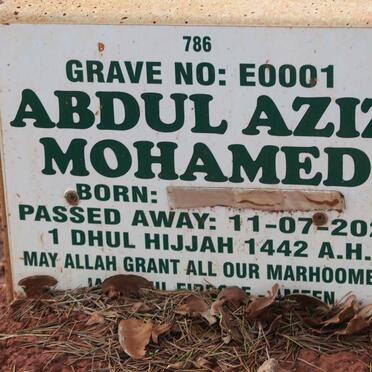 786
GRAVE NO: E0001
ABDUL AZIZ
MOHAMED
BORN:
PASSED AWAY: 11-07-202
1 DHUL HIJJAH 1442 A.H.
MAY ALLAH GRANT ALL OUR MARHOOME